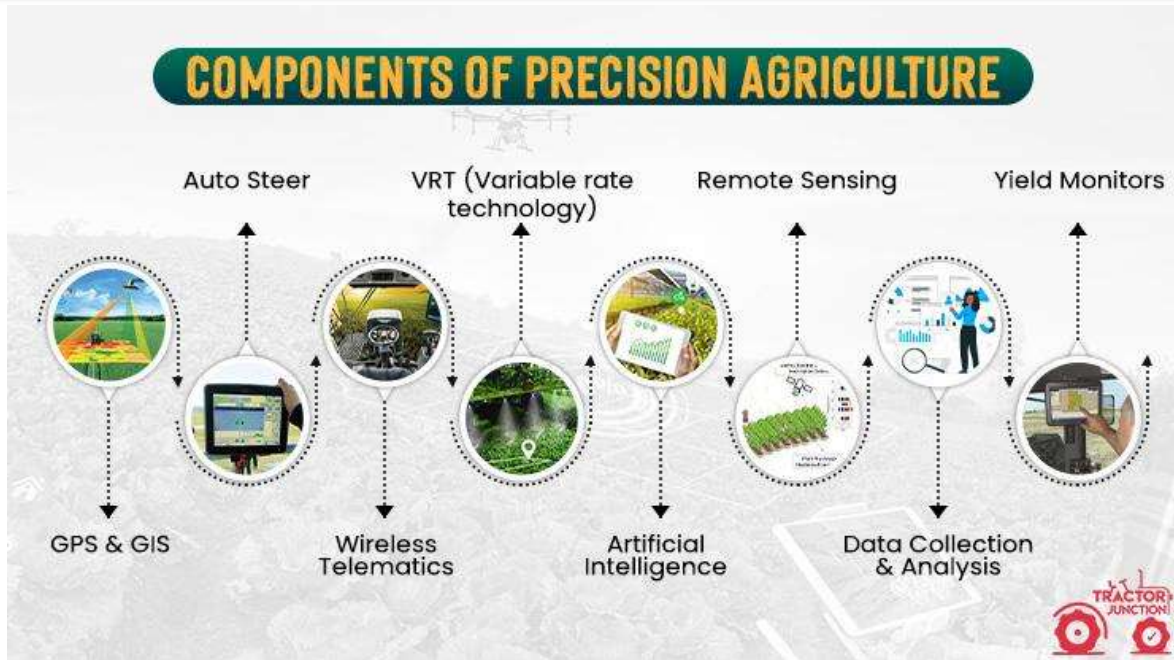 COMPONENTS OF PRECISION AGRICULTURE
Auto Steer
VRT (Variable rate
technology)
Remote Sensing
Yield Monitors
GPS & GIS
Wireless
Telematics
Artificial
Intelligence
Data Collection
& Analysis
TRACTOR
JUNCTION